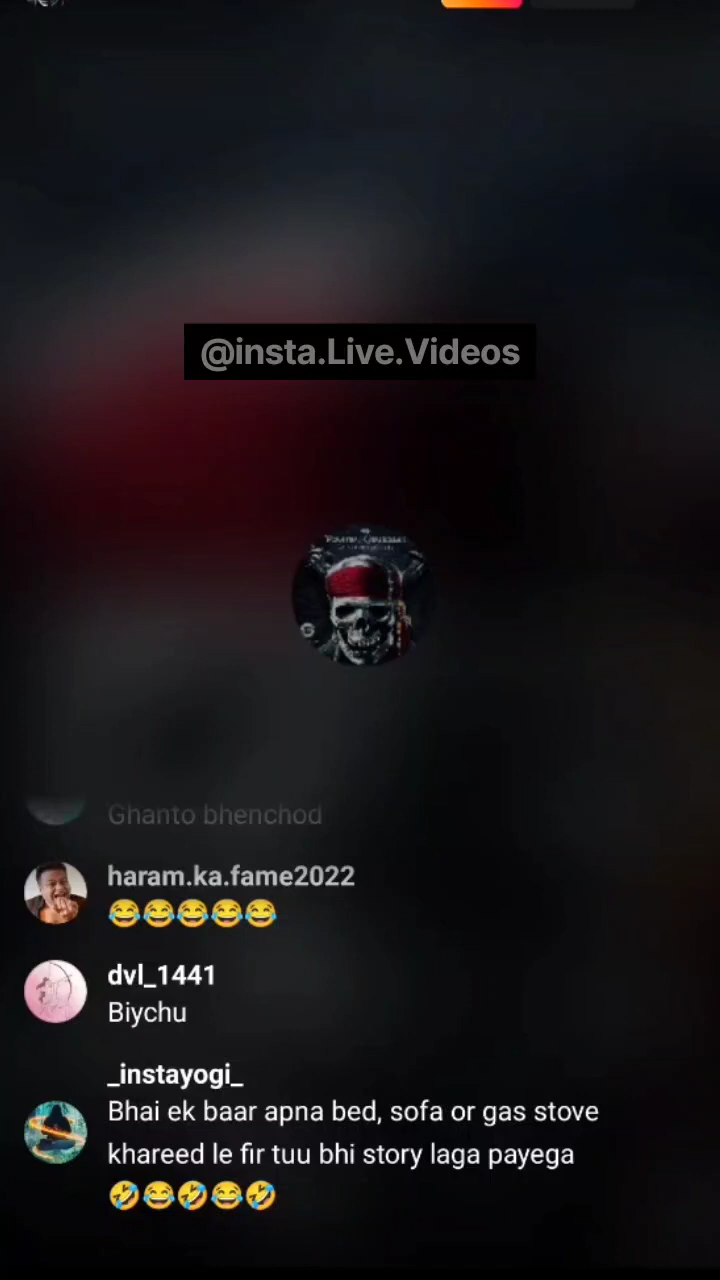 @insta.Live.Videos
Ghanto bhenchod
haram.ka.fame2022
😂😂😂😂😂
dvl_1441
Biychu
_instayogi_
Bhai ek baar apna bed, sofa or gas stove
khareed le fir tuu bhi story laga payega
🤣😂🤣😂🤣